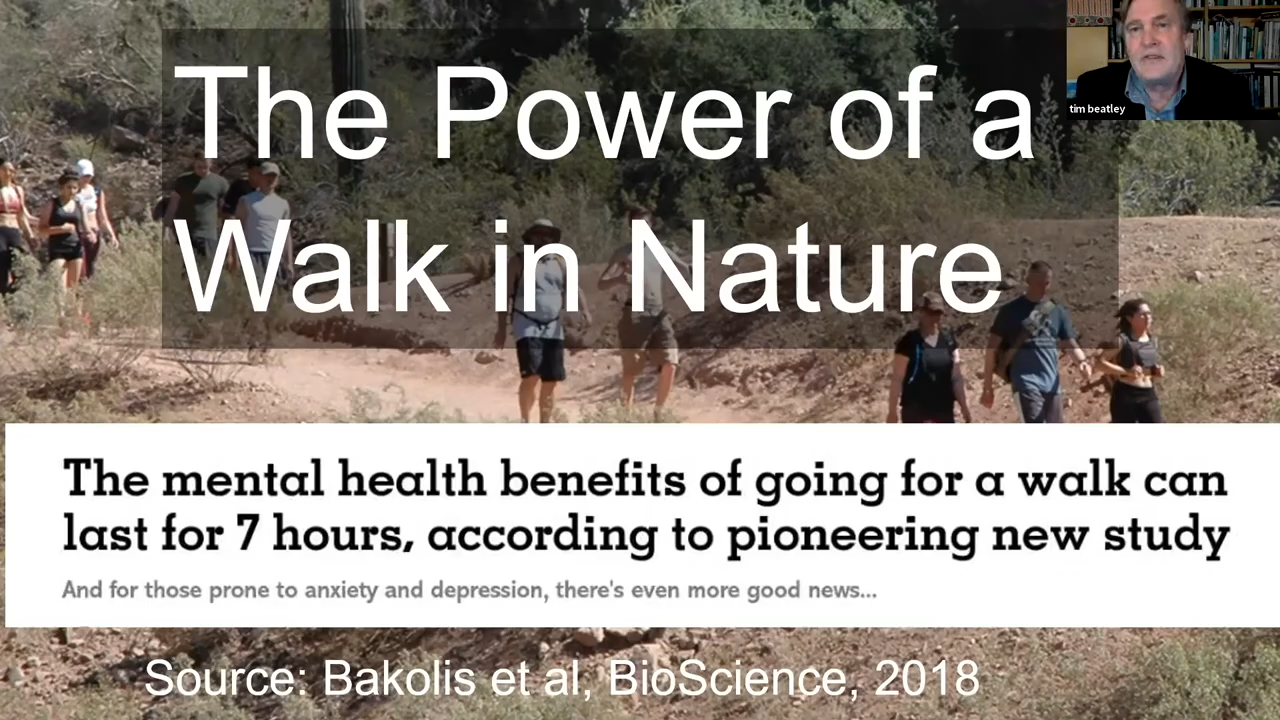 The Power of a
Walk in Nature
tim beatley
The mental health benefits of going for a walk can
last for 7 hours, according to pioneering new study
And for those prone to anxiety and depression, there's even more good news...
Source: Bakolis et al, BioScience, 2018